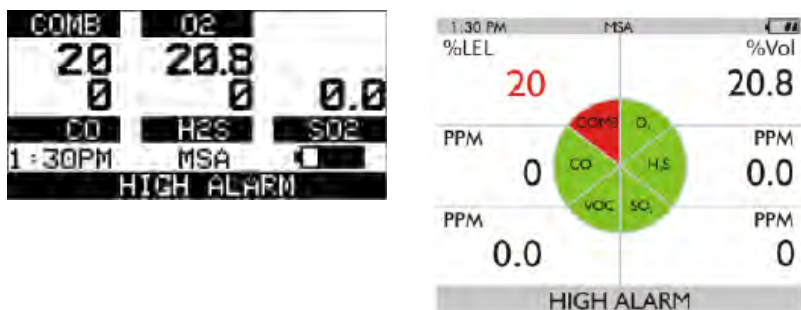 COMB O2
20 20.8
0 0 0.0
CO H2S SO2
1:30PM MSA
HIGH ALARM
1:30 PM MSA
%LEL %Vol
20 20.8
COMB O₂
PPM PPM
0 CO H₂S 0.0
VOC SO₂
PPM PPM
0.0 0
HIGH ALARM